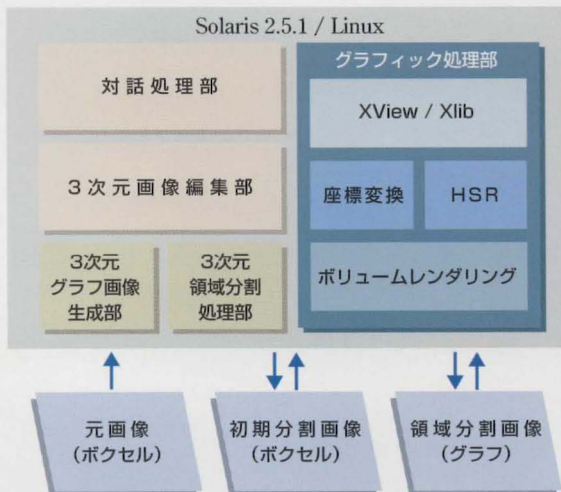 Solaris 2.5.1 / Linux
対話処理部
3次元画像編集部
3次元
グラフ画像
生成部
3次元
領域分割
処理部
グラフィック処理部
XView / Xlib
座標変換
HSR
ボリュームレンダリング
元画像
(ボクセル)
初期分割画像
(ボクセル)
領域分割画像
(グラフ)